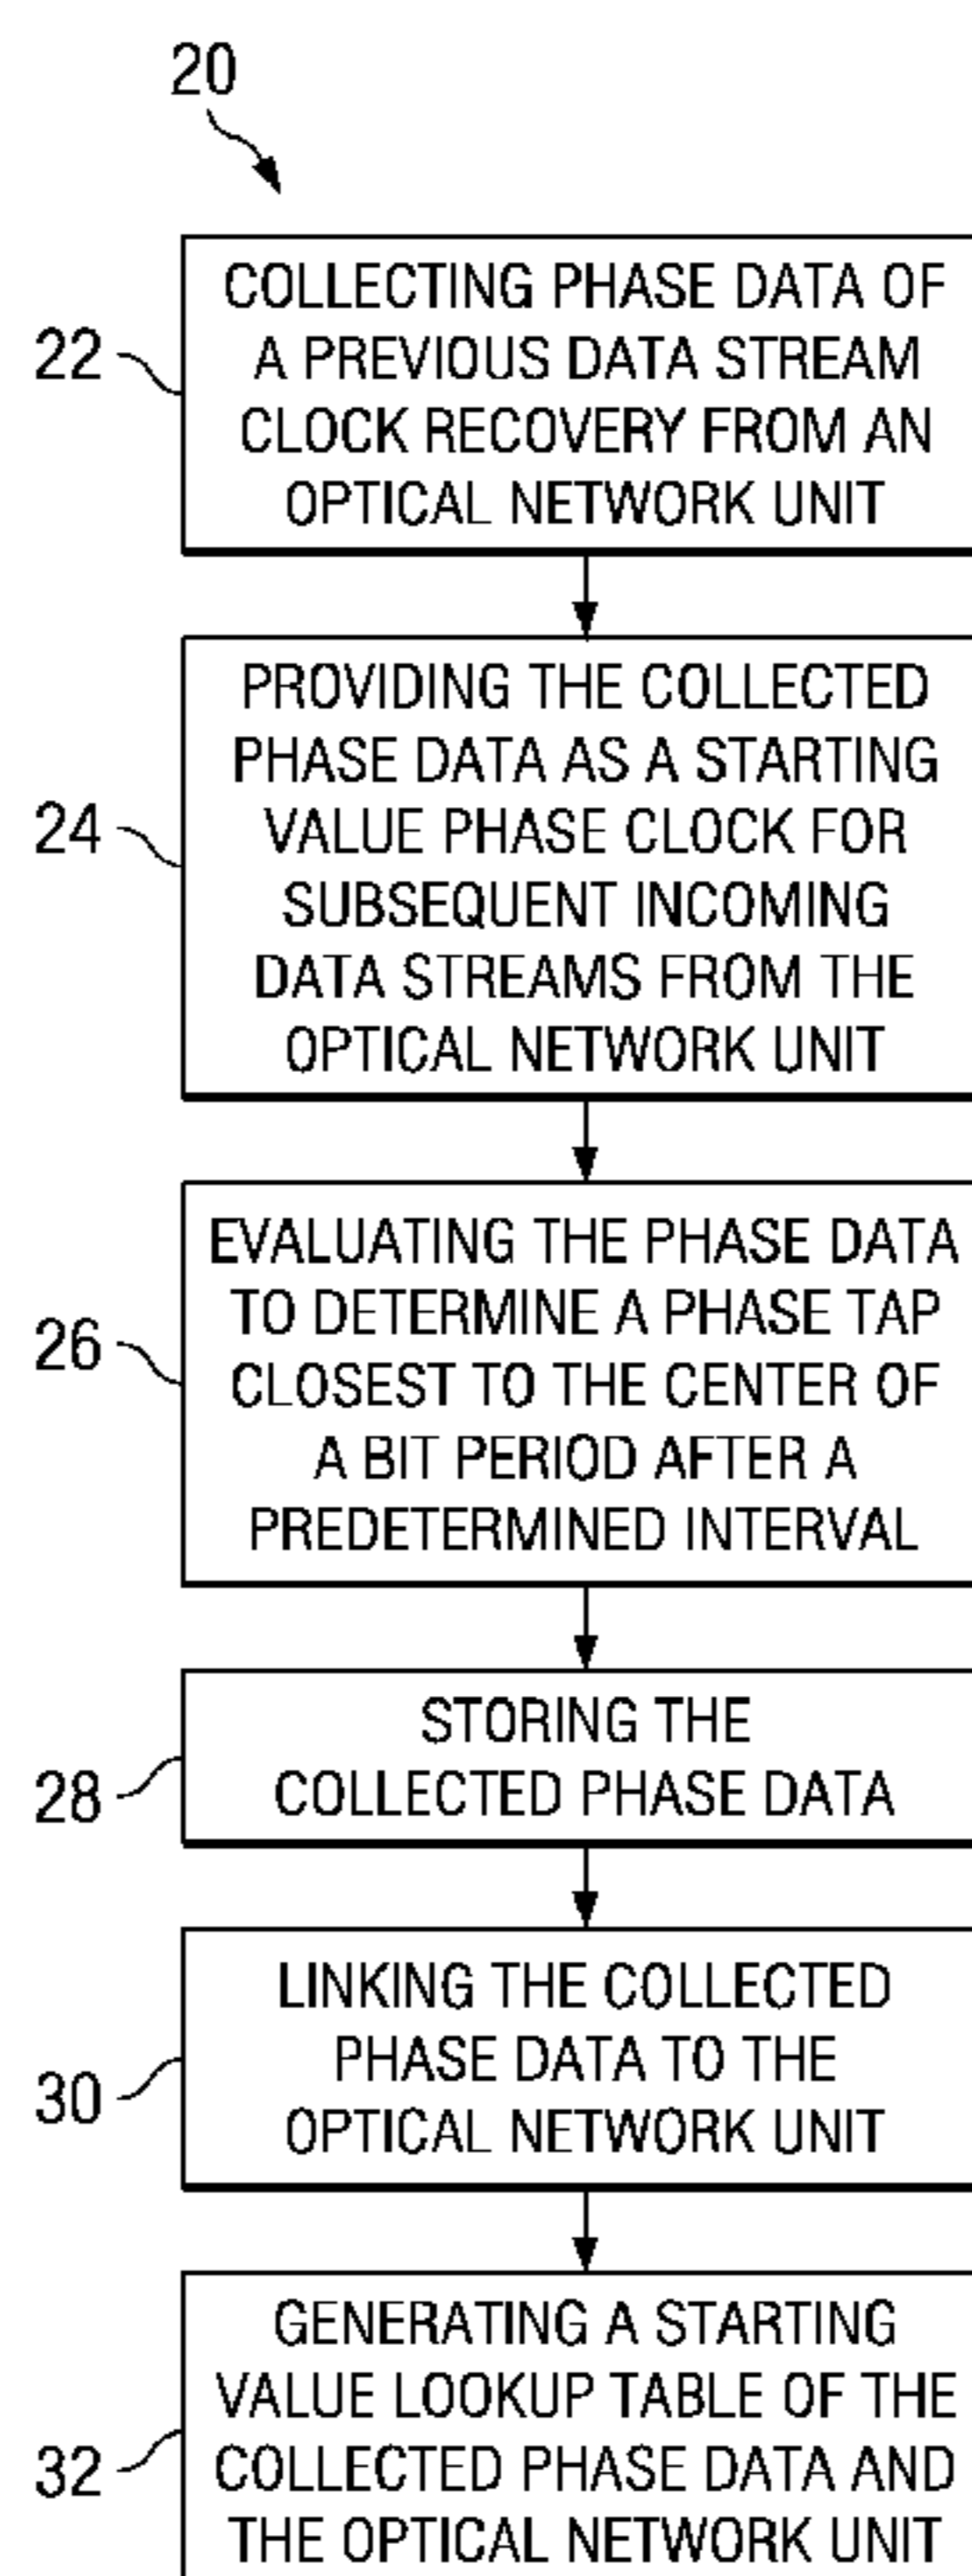 20
22
COLLECTING PHASE DATA OF
A PREVIOUS DATA STREAM
CLOCK RECOVERY FROM AN
OPTICAL NETWORK UNIT
24
PROVIDING THE COLLECTED
PHASE DATA AS A STARTING
VALUE PHASE CLOCK FOR
SUBSEQUENT INCOMING
DATA STREAMS FROM THE
OPTICAL NETWORK UNIT
26
EVALUATING THE PHASE DATA
TO DETERMINE A PHASE TAP
CLOSEST TO THE CENTER OF
A BIT PERIOD AFTER A
PREDETERMINED INTERVAL
28
STORING THE
COLLECTED PHASE DATA
30
LINKING THE COLLECTED
PHASE DATA TO THE
OPTICAL NETWORK UNIT
32
GENERATING A STARTING
VALUE LOOKUP TABLE OF THE
COLLECTED PHASE DATA AND
THE OPTICAL NETWORK UNIT